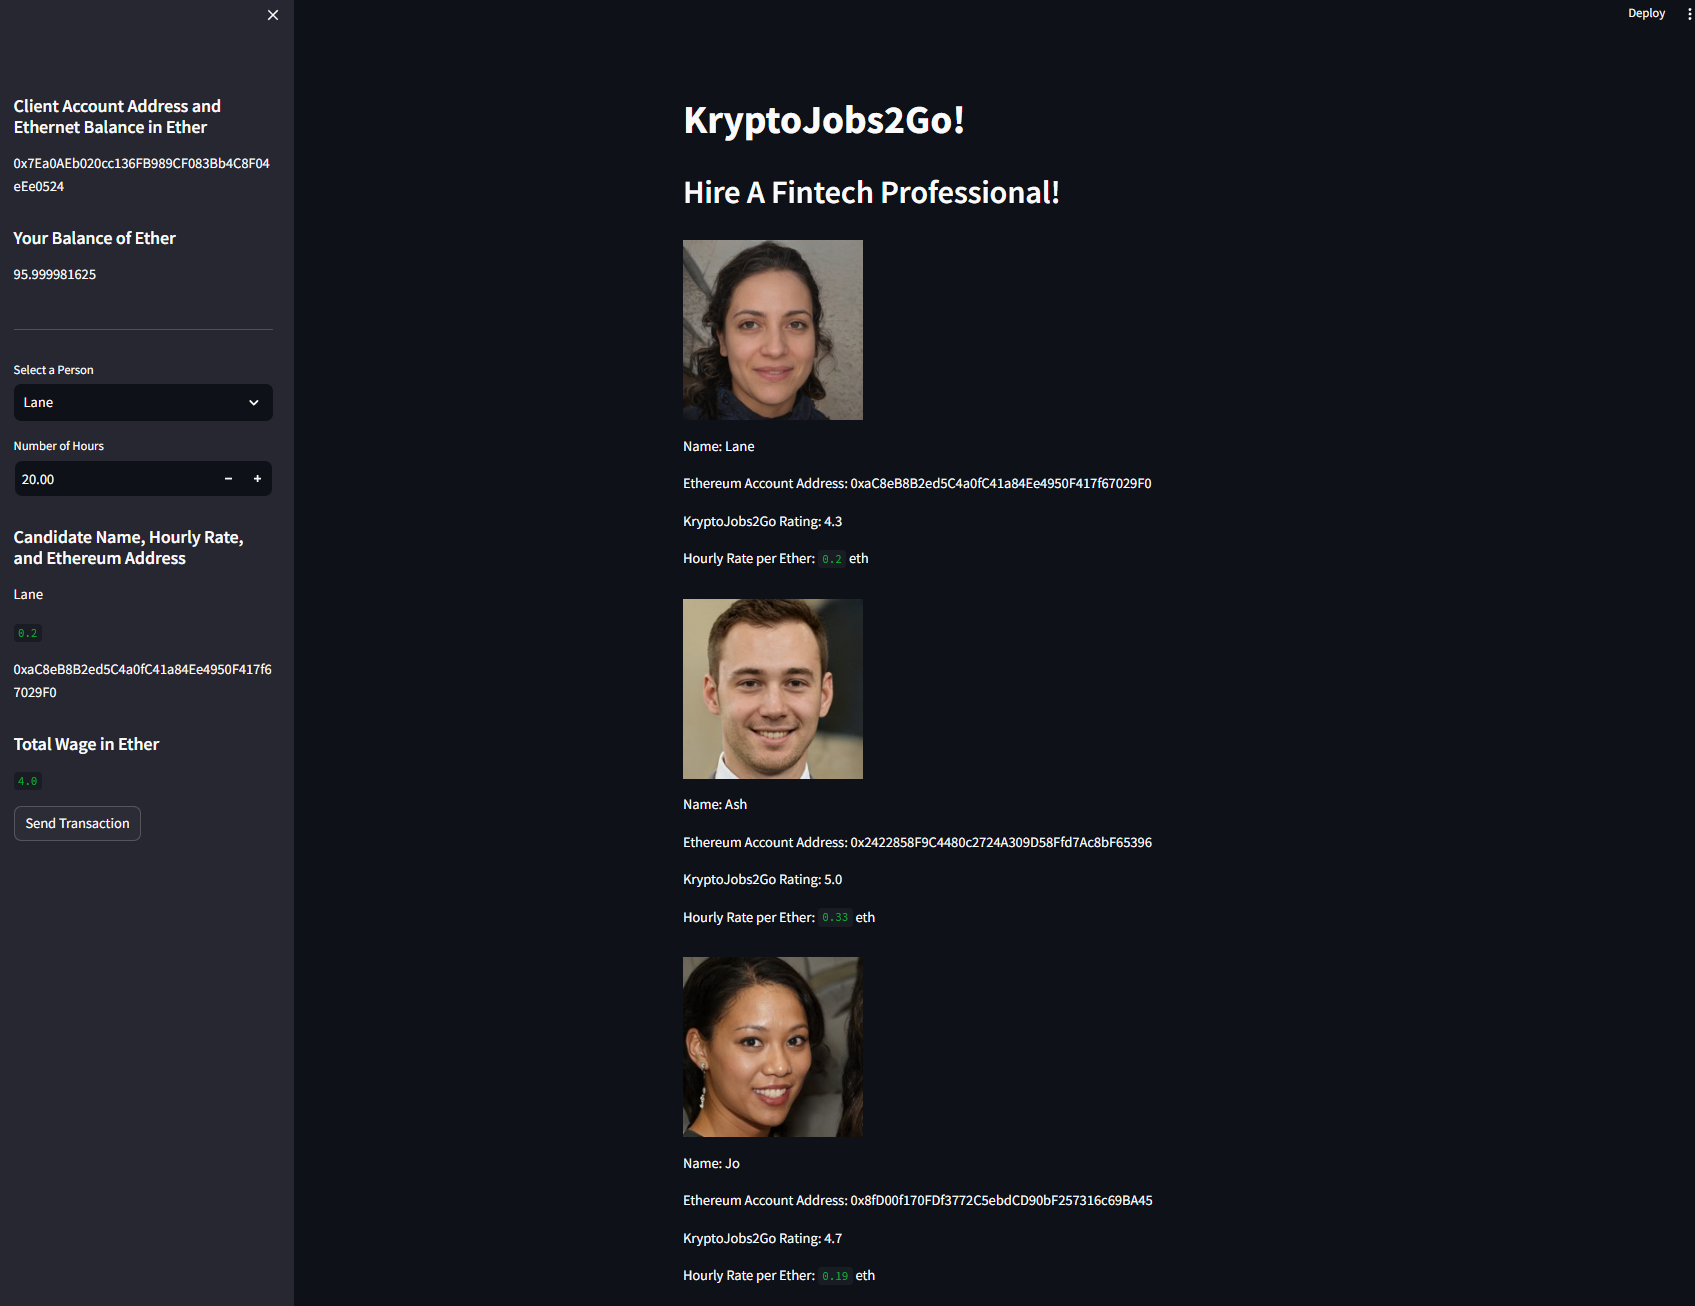 Deploy
Client Account Address and
Ethernet Balance in Ether
0x7Ea0AEb020cc136FB989CF083Bb4C8F04
eEe0524
Your Balance of Ether
95.999981625
Select a Person
Lane
Number of Hours
20.00
Candidate Name, Hourly Rate,
and Ethereum Address
Lane
0.2
0xaC8eB8B2ed5C4a0fC41a84Ee4950F417f6
7029F0
Total Wage in Ether
4.0
Send Transaction
KryptoJobs2Go!
Hire A Fintech Professional!
Name: Lane
Ethereum Account Address: 0xaC8eB8B2ed5C4a0fC41a84Ee4950F417f67029F0
KryptoJobs2Go Rating: 4.3
Hourly Rate per Ether: 0.2 eth
Name: Ash
Ethereum Account Address: 0x2422858F9C4480c2724A309D58Ffd7Ac8bF65396
KryptoJobs2Go Rating: 5.0
Hourly Rate per Ether: 0.33 eth
Name: Jo
Ethereum Account Address: 0x8fD00f170FDf3772C5ebdCD90bF257316c69BA45
KryptoJobs2Go Rating: 4.7
Hourly Rate per Ether: 0.19 eth